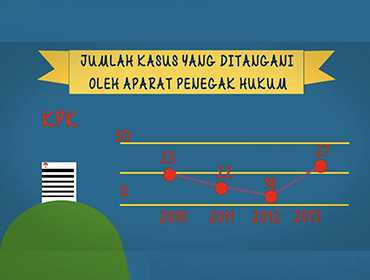 JUMLAH KASUS YANG DITANGANI
OLEH APARAT PENEGAK HUKUM
KPK
50
23
22
18
27
0
2010 2011 2012 2013